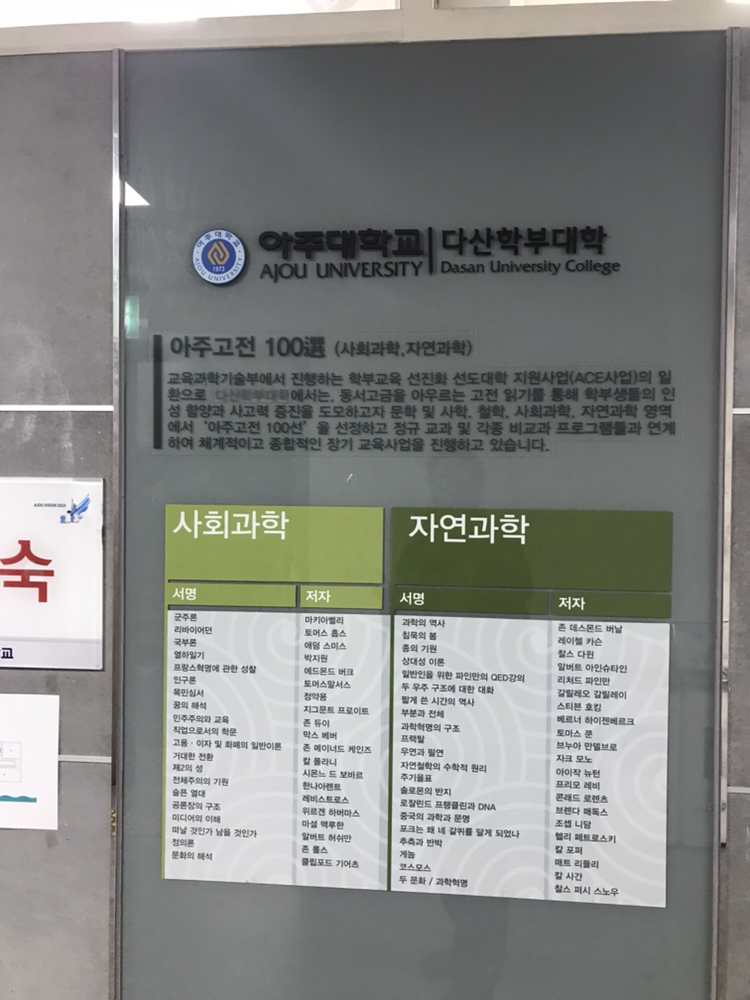 아주대학교
AJOU UNIVERSITY
1973
아주대학교 다산학부대학
AJOU UNIVERSITY Dasan University College
아주고전 100選 (사회과학.자연과학)
교육과학기술부에서 진행하는 학부교육 선진화 선도대학 지원사업(ACE사업)의 일
환으로 다산학부대학에서는, 동서고금을 아우르는 고전 읽기를 통해 학부생들의 인
성 함양과 사고력 증진을 도모하고자 문학 및 사학, 철학, 사회과학, 자연과학 영역
에서 ‘아주고전 100선’ 을 선정하고 정규 교과 및 각종 비교과 프로그램들과 연계
하여 체계적이고 종합적인 장기 교육사업을 진행하고 있습니다.
AJOU VISION 2023
숙
학교
사회과학
서명 저자
군주론 마키아벨리
리바이어던 토머스 홉스
국부론 애덤 스미스
열하일기 박지원
프랑스혁명에 관한 성찰 에드몬드 버크
인구론 토머스맬서스
목민심서 정약용
꿈의 해석 지그문트 프로이트
민주주의와 교육 존 듀이
직업으로서의 학문 막스 베버
고용·이자 및 화폐의 일반이론 존 메이너드 케인즈
거대한 전환 칼 폴라니
제2의 성 시몬느 드 보바르
전체주의의 기원 한나아렌트
슬픈 열대 레비스트로스
공론장의 구조 위르겐 하버마스
미디어의 이해 마셜 맥루한
떠날 것인가 남을 것인가 알버트 허쉬만
정의론 존 롤스
문화의 해석 클립포드 기어츠
자연과학
서명 저자
과학의 역사 존 데스몬드 버날
침묵의 봄 레이첼 카슨
종의 기원 찰스 다윈
상대성 이론 알버트 아인슈타인
일반인을 위한 파인만의 QED강의 리처드 파인만
두 우주 구조에 대한 대화 갈릴레오 갈릴레이
짧게 쓴 시간의 역사 스티븐 호킹
부분과 전체 베르너 하이젠베르크
과학혁명의 구조 토마스 쿤
프랙탈 브누아 만델브로
우연과 필연 자크 모노
자연철학의 수학적 원리 아이작 뉴턴
주기율표 프리모 레비
솔로몬의 반지 콘래드 로렌츠
로잘린드 프랭클린과 DNA 브렌다 매독스
중국의 과학과 문명 조셉 니덤
포크는 왜 네 갈퀴를 달게 되었나 헨리 페트로스키
추측과 반박 칼 포퍼
게놈 매트 리들리
코스모스 칼 사간
두 문화 / 과학혁명 찰스 퍼시 스노우